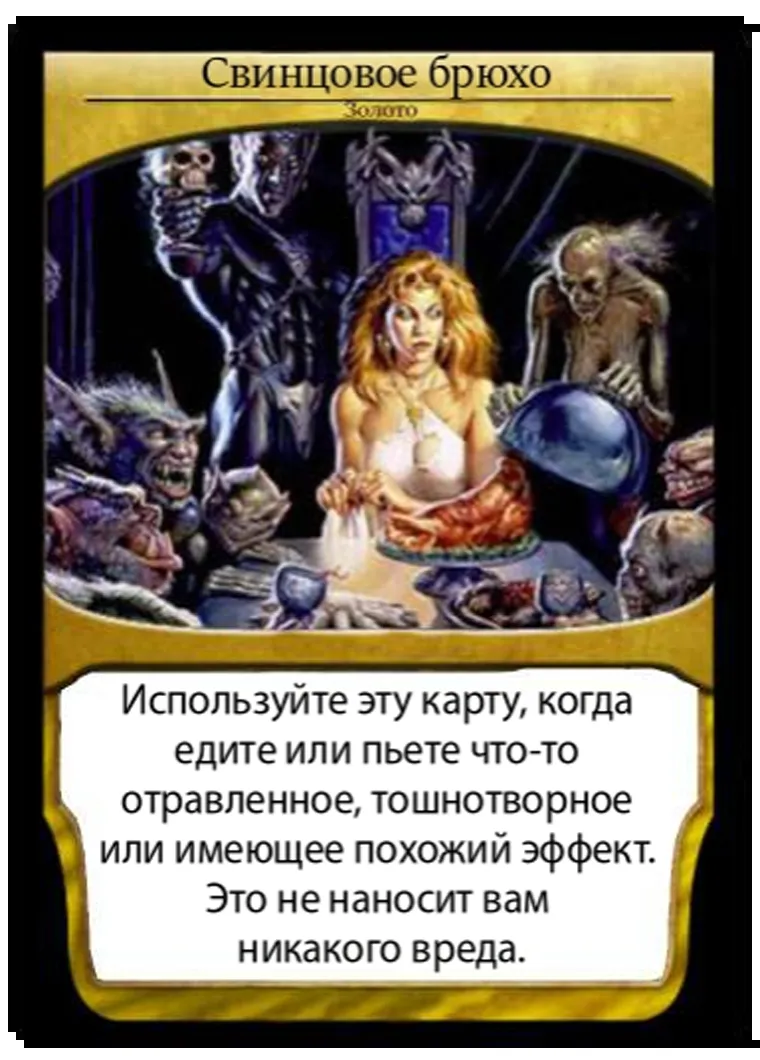 Свинцовое брюхо
Золото
Используйте эту карту, когда
едите или пьете что-то
отравленное, тошнотворное
или имеющее похожий эффект.
Это не наносит вам
никакого вреда.